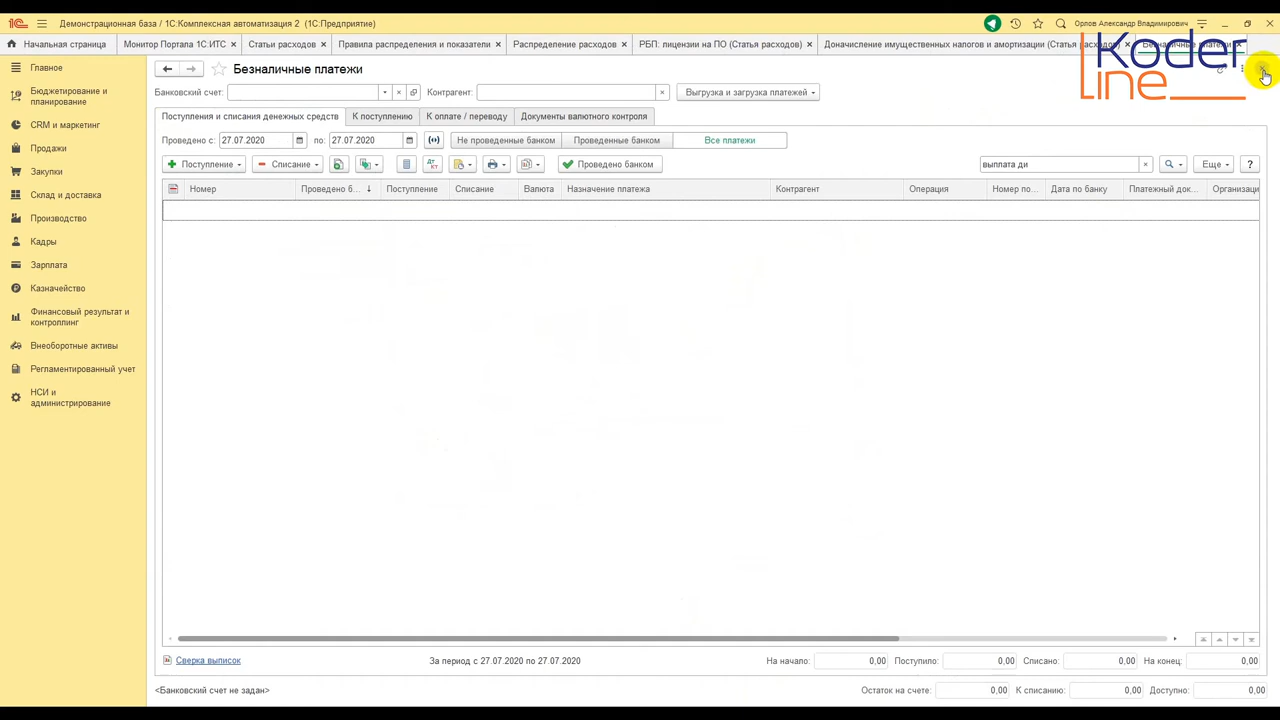 1С Демонстрационная база / 1С:Комплексная автоматизация 2 (1С:Предприятие) Орлов Александр Владимирович
Начальная страница Монитор Портала 1С:ИТС Статьи расходов Правила распределения и показатели Распределение расходов РБП: лицензии на ПО (Статья расходов) Доначисление имущественных налогов и амортизации (Статья расходов) Безналичные платежи
Koder
line
Главное
Бюджетирование и
планирование
CRM и маркетинг
Продажи
Закупки
Склад и доставка
Производство
Кадры
Зарплата
Казначейство
Финансовый результат и
контроллинг
Внеоборотные активы
Регламентированный учет
НСИ и
администрирование
Безналичные платежи
Банковский счет: Контрагент: Выгрузка и загрузка платежей
Поступления и списания денежных средств К поступлению К оплате / переводу Документы валютного контроля
Проведено с: 27.07.2020 по: 27.07.2020 Не проведенные банком Проведенные банком Все платежи
Поступление Списание Дт Кт Проведено банком выплата ди Еще ?
Номер Проведено б... Поступление Списание Валюта Назначение платежа Контрагент Операция Номер по... Дата по банку Платежный док... Организаци
Сверка выписок За период с 27.07.2020 по 27.07.2020 На начало: 0,00 Поступило: 0,00 Списано: 0,00 На конец: 0,00
<Банковский счет не задан> Остаток на счете: 0,00 К списанию: 0,00 Доступно: 0,00